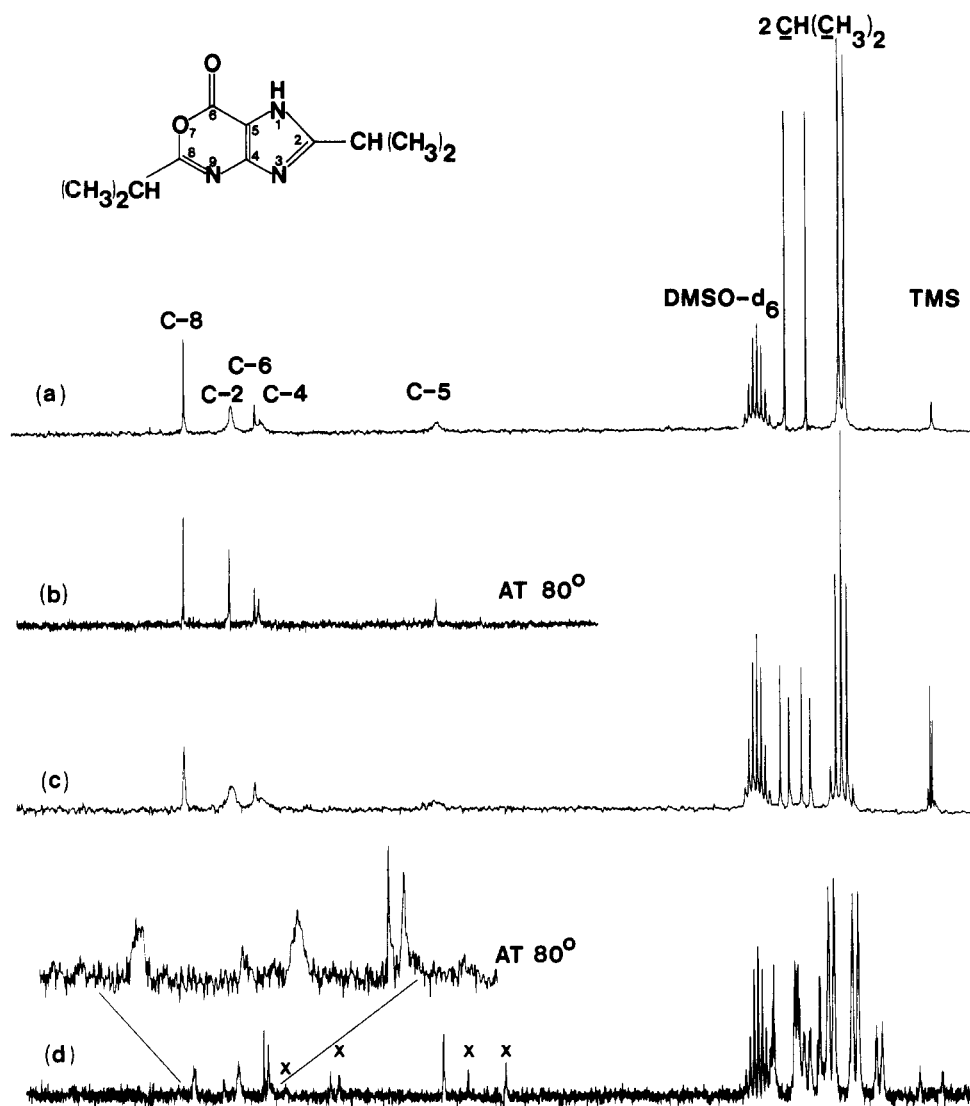 2 CH(CH3)2
O
H
N
1
6
5
2
CH(CH3)2
O
7
8
9
N
4
3
N
(CH3)2CH
DMSO-d6
TMS
C-8
C-6
C-2
C-4
C-5
(a)
(b)
AT 80°
(c)
AT 80°
(d)
x
x
x
x